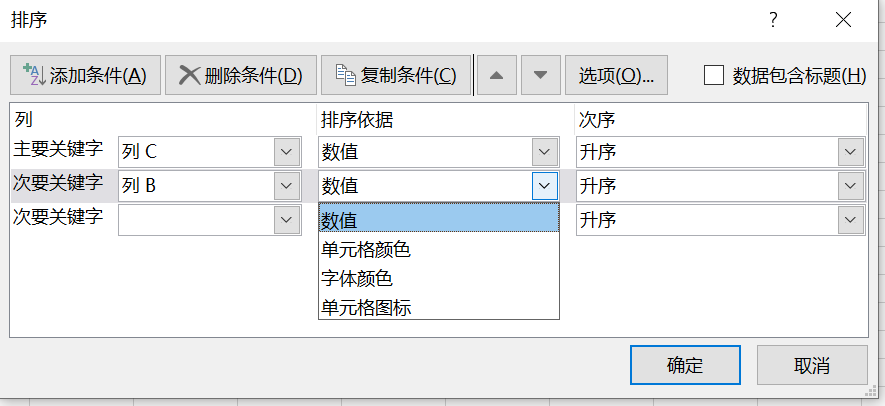 排序 ?
添加条件(A) 删除条件(D) 复制条件(C) 选项(O)... 数据包含标题(H)
列 排序依据 次序
主要关键字 列 C 数值 升序
次要关键字 列 B 数值 升序
次要关键字 升序
数值
单元格颜色
字体颜色
单元格图标
确定 取消